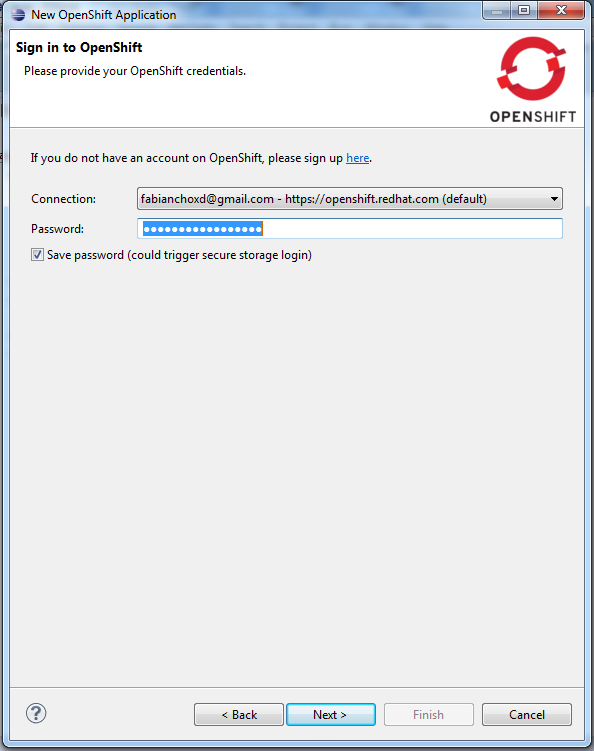 New OpenShift Application
Sign in to OpenShift
Please provide your OpenShift credentials.
OPENSHIFT
If you do not have an account on OpenShift, please sign up here.
Connection: fabianchoxd@gmail.com - https://openshift.redhat.com (default)
Password: •••••••••••••••••
Save password (could trigger secure storage login)
? < Back Next > Finish Cancel